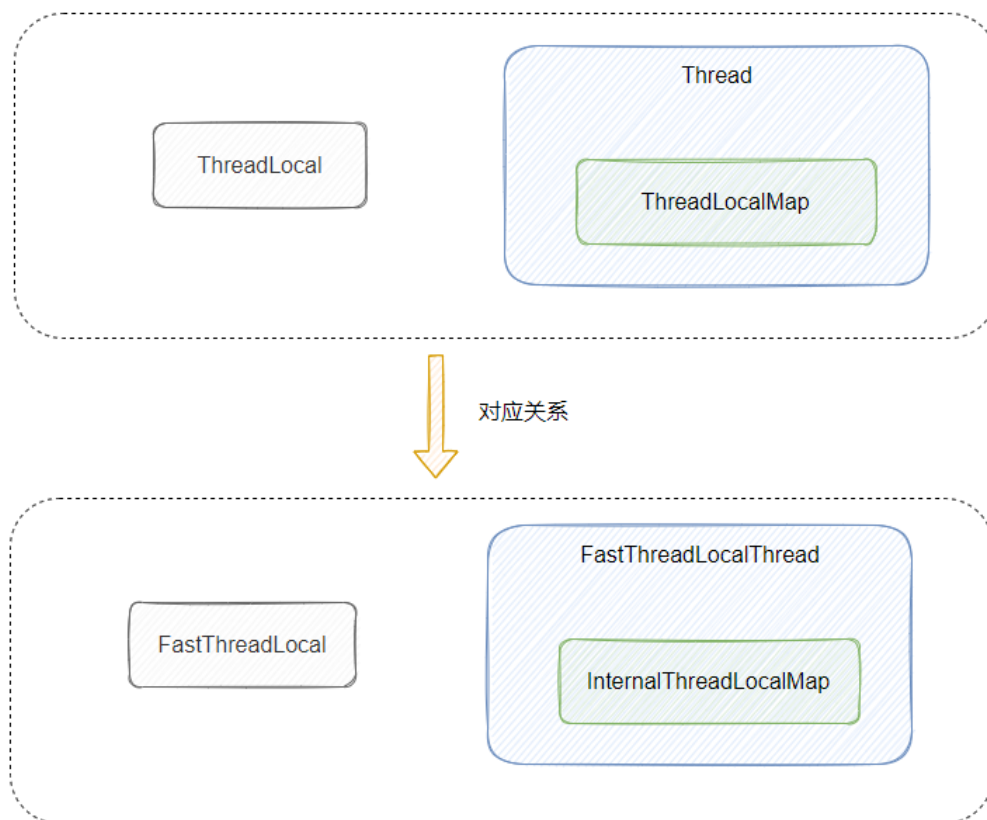 Thread
ThreadLocal
ThreadLocalMap
对应关系
FastThreadLocalThread
FastThreadLocal
InternalThreadLocalMap